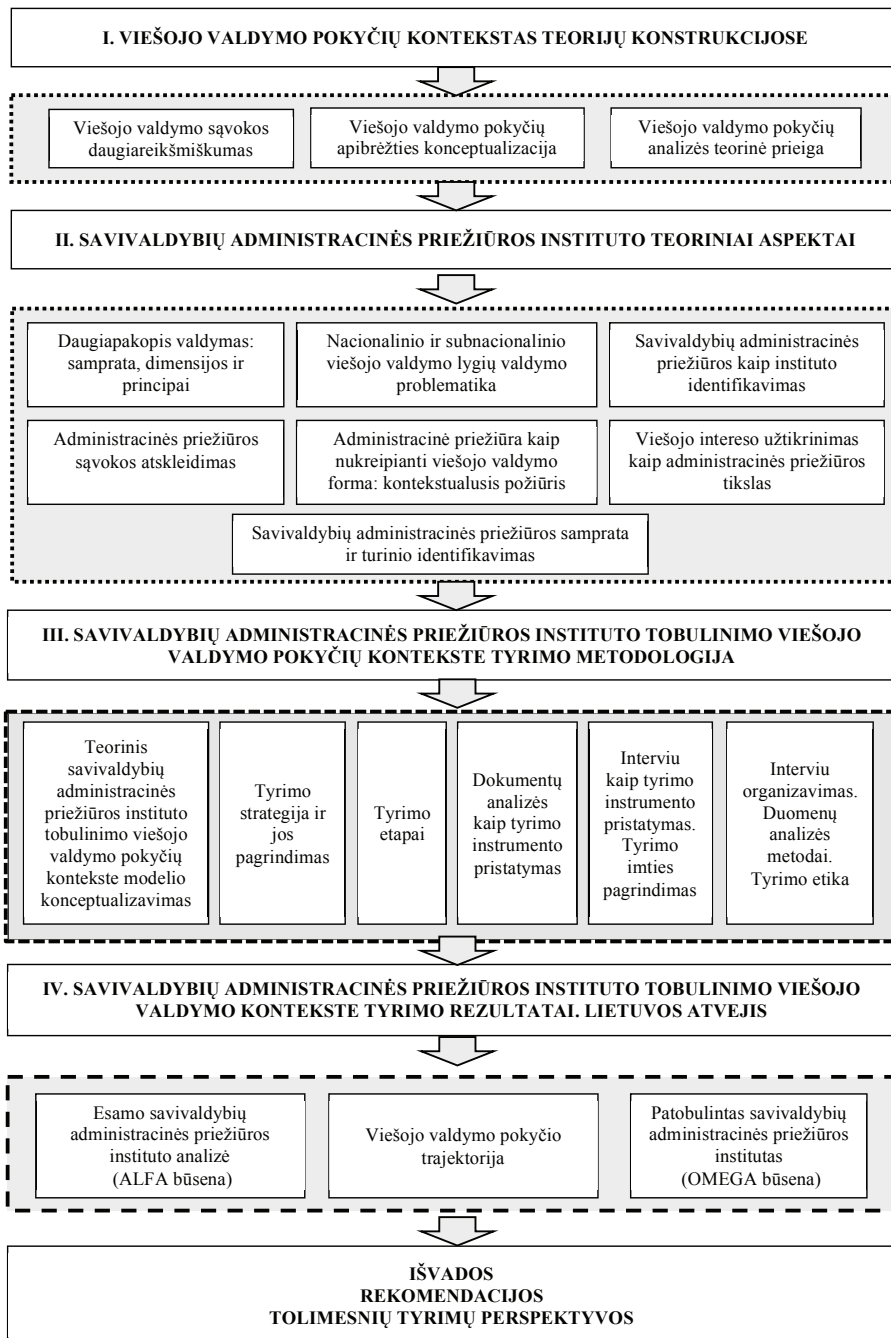 I. VIEŠOJO VALDYMO POKYČIŲ KONTEKSTAS TEORIJŲ KONSTRUKCIJOSE
Viešojo valdymo sąvokos
daugiareikšmiškumas
Viešojo valdymo pokyčių
apibrėžties konceptualizacija
Viešojo valdymo pokyčių
analizės teorinė prieiga
II. SAVIVALDYBIŲ ADMINISTRACINĖS PRIEŽIŪROS INSTITUTO TEORINIAI ASPEKTAI
Daugiapakopis valdymas:
samprata, dimensijos ir
principai
Nacionalinio ir subnacionalinio
viešojo valdymo lygių valdymo
problematika
Savivaldybių administracinės
priežiūros kaip instituto
identifikavimas
Administracinės priežiūros
sąvokos atskleidimas
Administracinė priežiūra kaip
nukreipianti viešojo valdymo
forma: kontekstualusis požiūris
Viešojo intereso užtikrinimas
kaip administracinės priežiūros
tikslas
Savivaldybių administracinės priežiūros samprata
ir turinio identifikavimas
III. SAVIVALDYBIŲ ADMINISTRACINĖS PRIEŽIŪROS INSTITUTO TOBULINIMO VIEŠOJO
VALDYMO POKYČIŲ KONTEKSTE TYRIMO METODOLOGIJA
Teorinis
savivaldybių
administracinės
priežiūros instituto
tobulinimo viešojo
valdymo pokyčių
kontekste modelio
konceptualizavimas
Tyrimo
strategija ir
jos
pagrindimas
Tyrimo
etapai
Dokumentų
analizės
kaip tyrimo
instrumento
pristatymas
Interviu
kaip tyrimo
instrumento
pristatymas.
Tyrimo
imties
pagrindimas
Interviu
organizavimas.
Duomenų
analizės
metodai.
Tyrimo etika
IV. SAVIVALDYBIŲ ADMINISTRACINĖS PRIEŽIŪROS INSTITUTO TOBULINIMO VIEŠOJO
VALDYMO KONTEKSTE TYRIMO REZULTATAI. LIETUVOS ATVEJIS
Esamo savivaldybių
administracinės priežiūros
instituto analizė
(ALFA būsena)
Viešojo valdymo pokyčio
trajektorija
Patobulintas savivaldybių
administracinės priežiūros
institutas
(OMEGA būsena)
IŠVADOS
REKOMENDACIJOS
TOLIMESNIŲ TYRIMŲ PERSPEKTYVOS